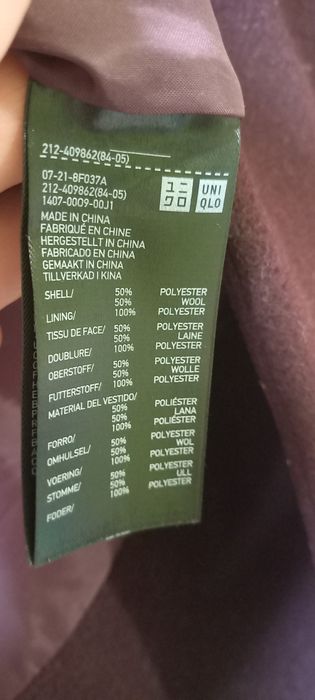 212-409862(84-05)
07-21-8F037A
212-409862(84-05)
1407-0009-00J1
ユニ
クロ
UNI
QLO
MADE IN CHINA
FABRIQUÉ EN CHINE
HERGESTELLT IN CHINA
FABRICADO EN CHINA
GEMAAKT IN CHINA
TILLVERKAD I KINA
SHELL/ 50% POLYESTER
50% WOOL
LINING/ 100% POLYESTER
TISSU DE FACE/ 50% POLYESTER
50% LAINE
DOUBLURE/ 100% POLYESTER
OBERSTOFF/ 50% POLYESTER
50% WOLLE
FUTTERSTOFF/ 100% POLYESTER
MATERIAL DEL VESTIDO/ 50% POLIÉSTER
50% LANA
FORRO/ 100% POLIÉSTER
OMHULSEL/ 50% POLYESTER
50% WOL
VOERING/ 100% POLYESTER
STOMME/ 50% POLYESTER
50% ULL
FODER/ 100% POLYESTER